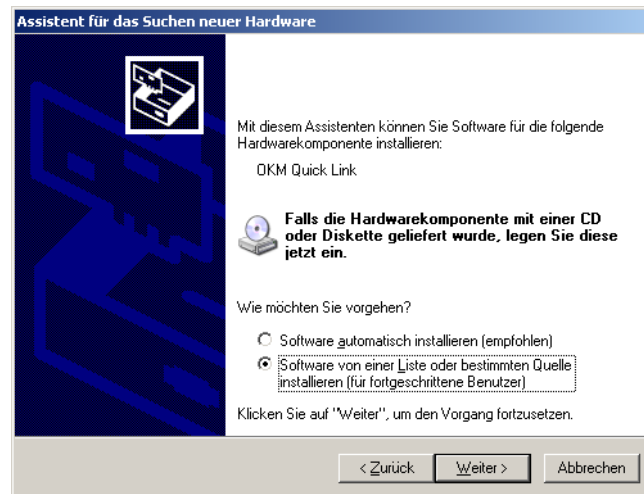 Assistent für das Suchen neuer Hardware
Mit diesem Assistenten können Sie Software für die folgende
Hardwarekomponente installieren:
OKM Quick Link
Falls die Hardwarekomponente mit einer CD
oder Diskette geliefert wurde, legen Sie diese
jetzt ein.
Wie möchten Sie vorgehen?
Software automatisch installieren (empfohlen)
Software von einer Liste oder bestimmten Quelle
installieren (für fortgeschrittene Benutzer)
Klicken Sie auf "Weiter", um den Vorgang fortzusetzen.
< Zurück Weiter > Abbrechen